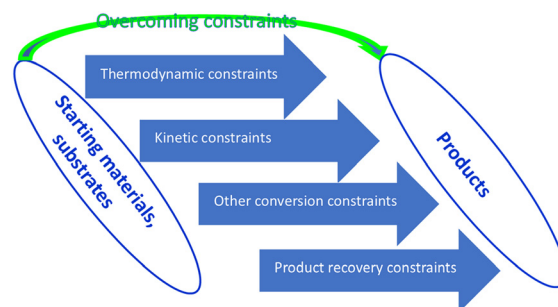 Overcoming constraints
Thermodynamic constraints
Starting materials,
substrates
Kinetic constraints
Products
Other conversion constraints
Product recovery constraints